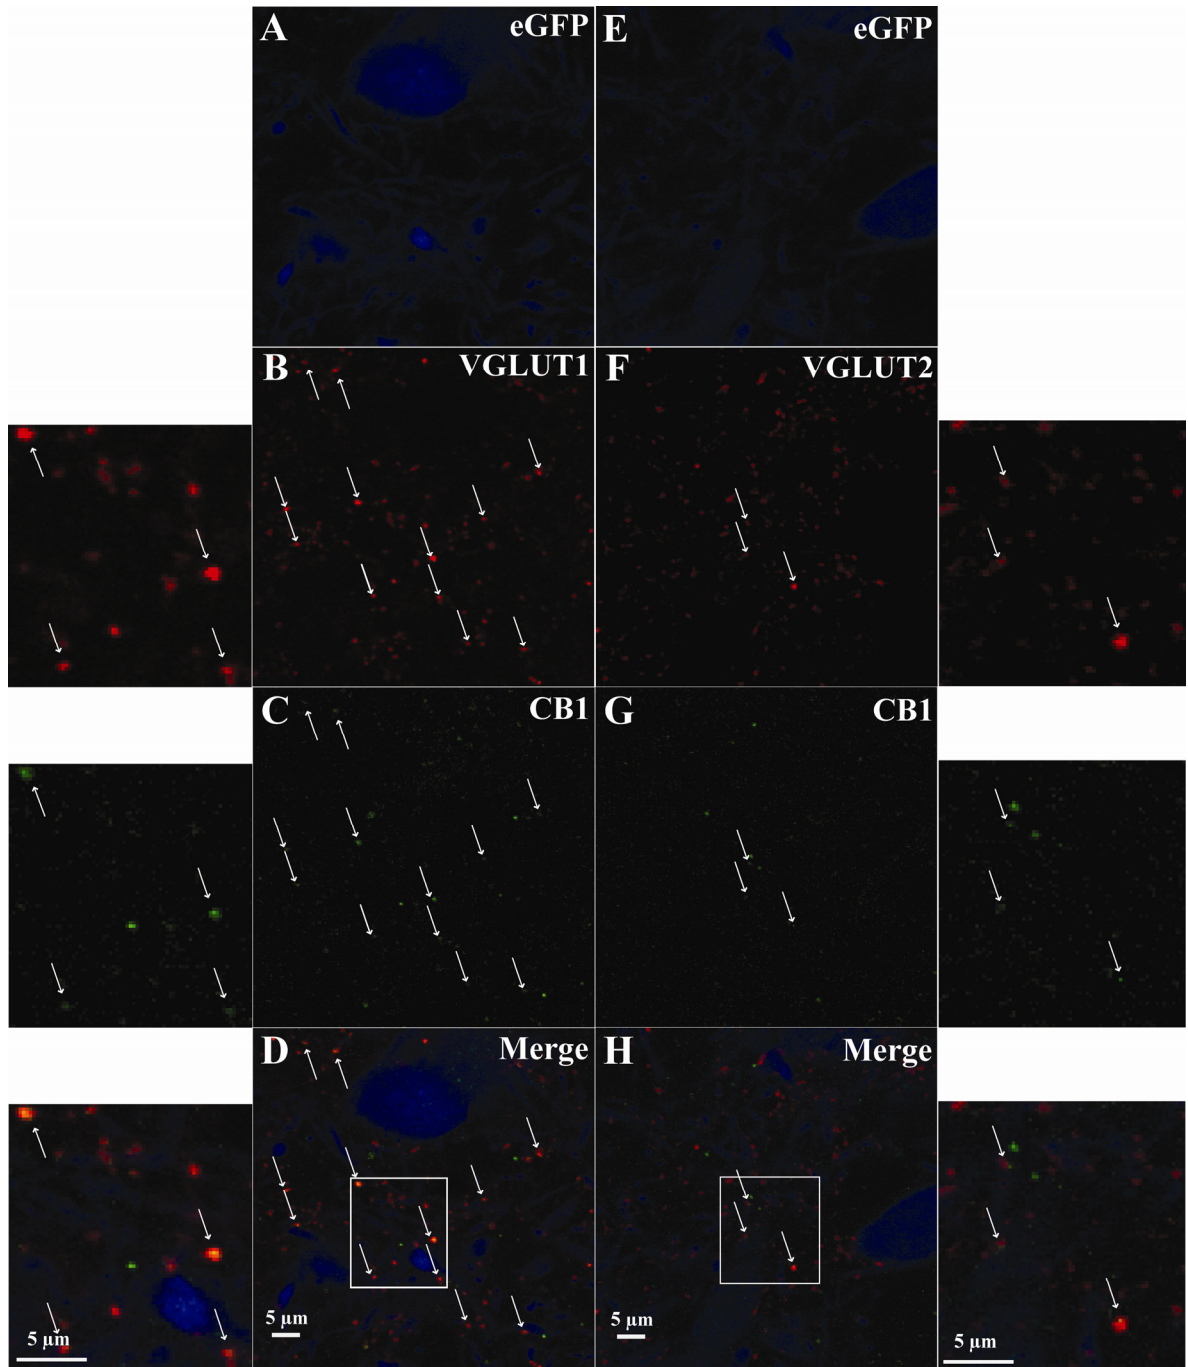 A eGFP E eGFP
B VGLUT1 F VGLUT2
C CB1 G CB1
D Merge H Merge
5 µm 5 µm 5 µm 5 µm